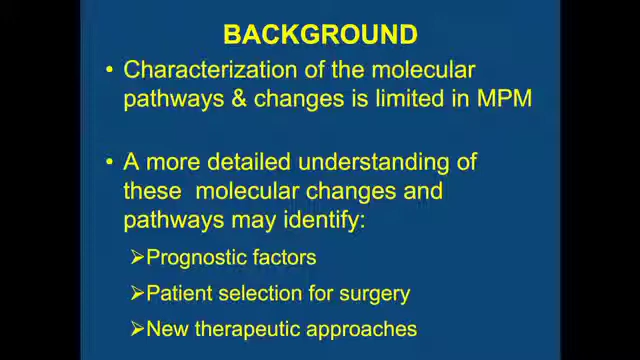 BACKGROUND
• Characterization of the molecular
pathways & changes is limited in MPM
• A more detailed understanding of
these molecular changes and
pathways may identify:
➢Prognostic factors
➢Patient selection for surgery
➢New therapeutic approaches